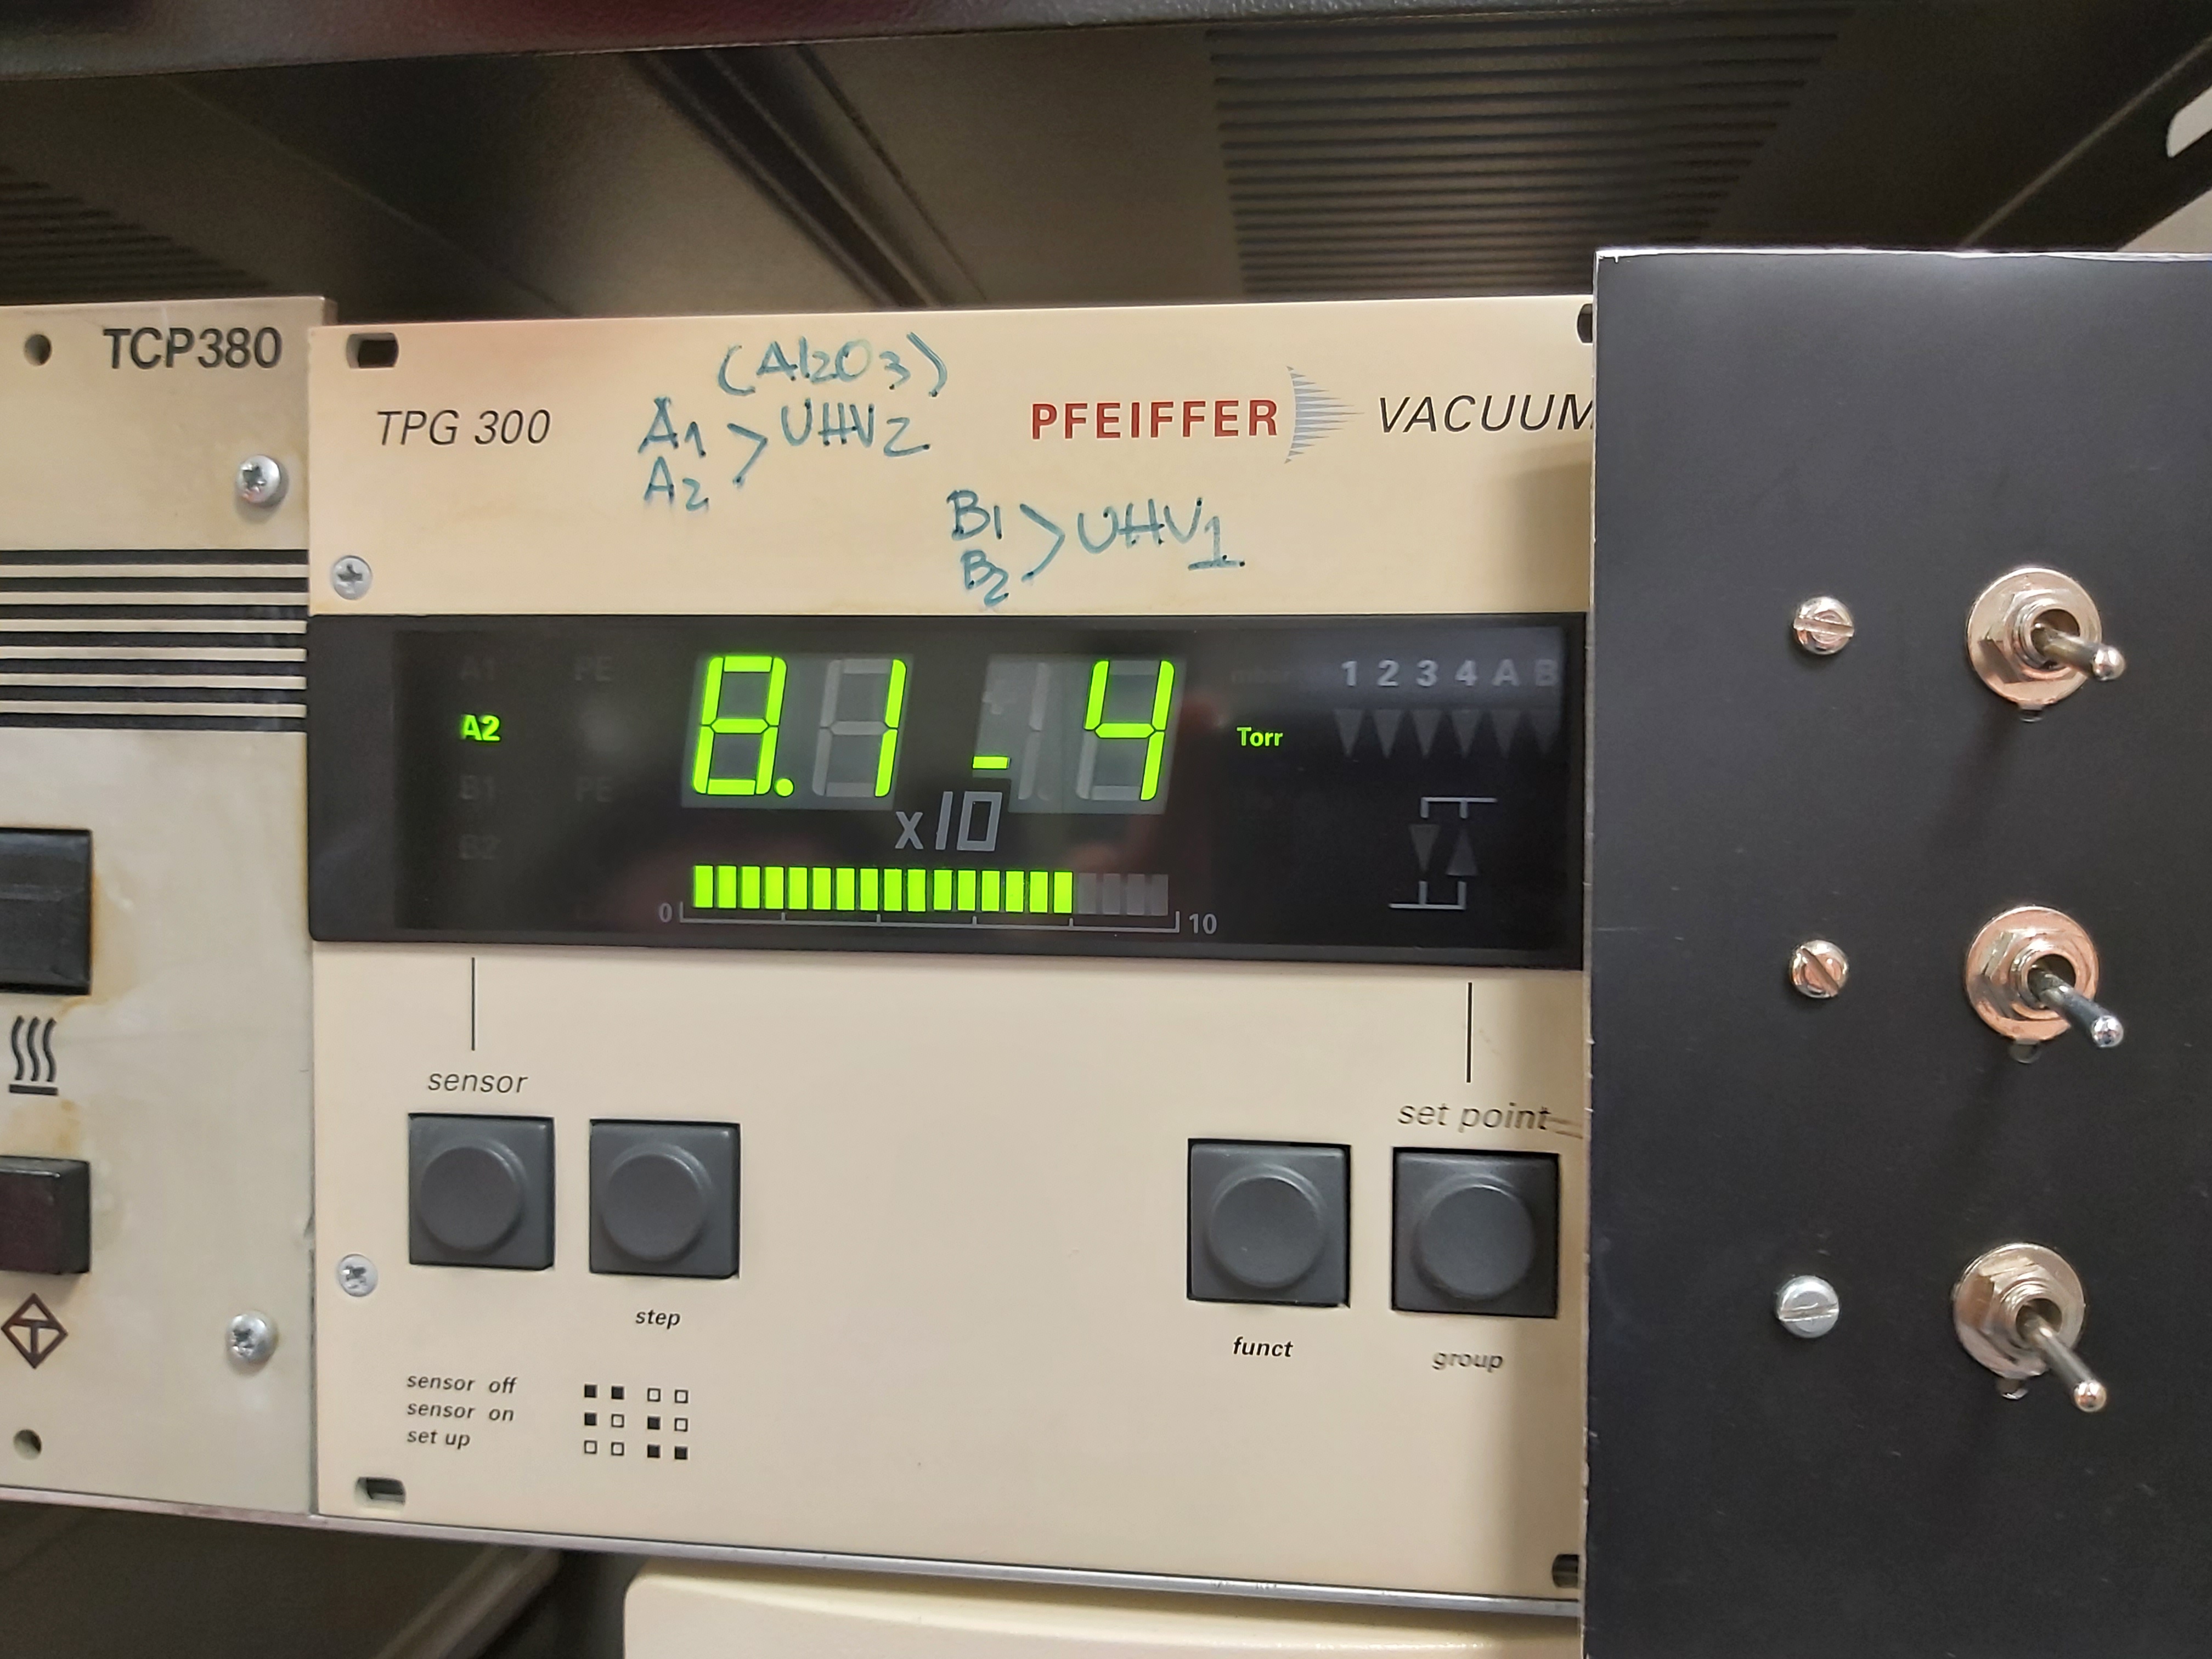 TCP380
TPG 300
(Al2O3)
A1 > UHV2
A2
PFEIFFER VACUUM
B1 > UHV1
B2
A1 PE
A2
B1 PE
B2
8.1 -4
x10
Torr
mbar
1 2 3 4 A B
0 10
sensor
set point
step
funct
group
sensor off
sensor on
set up